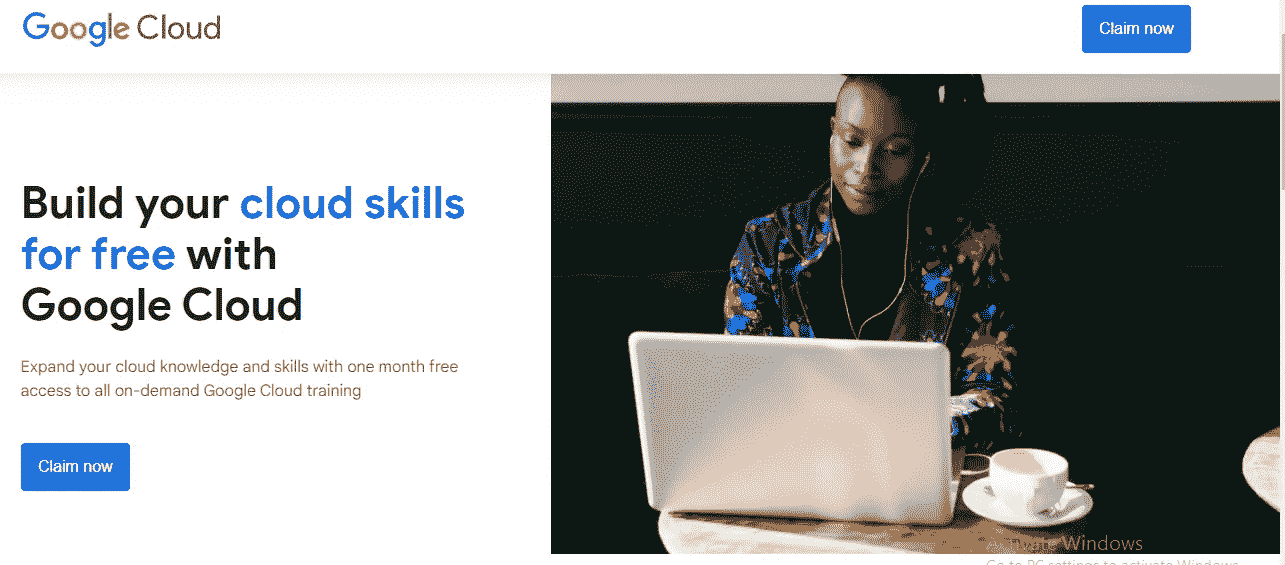 Google Cloud
Claim now
Build your cloud skills
for free with
Google Cloud
Expand your cloud knowledge and skills with one month free
access to all on-demand Google Cloud training
Claim now
Activate Windows
Go to PC settings to activate Windows.